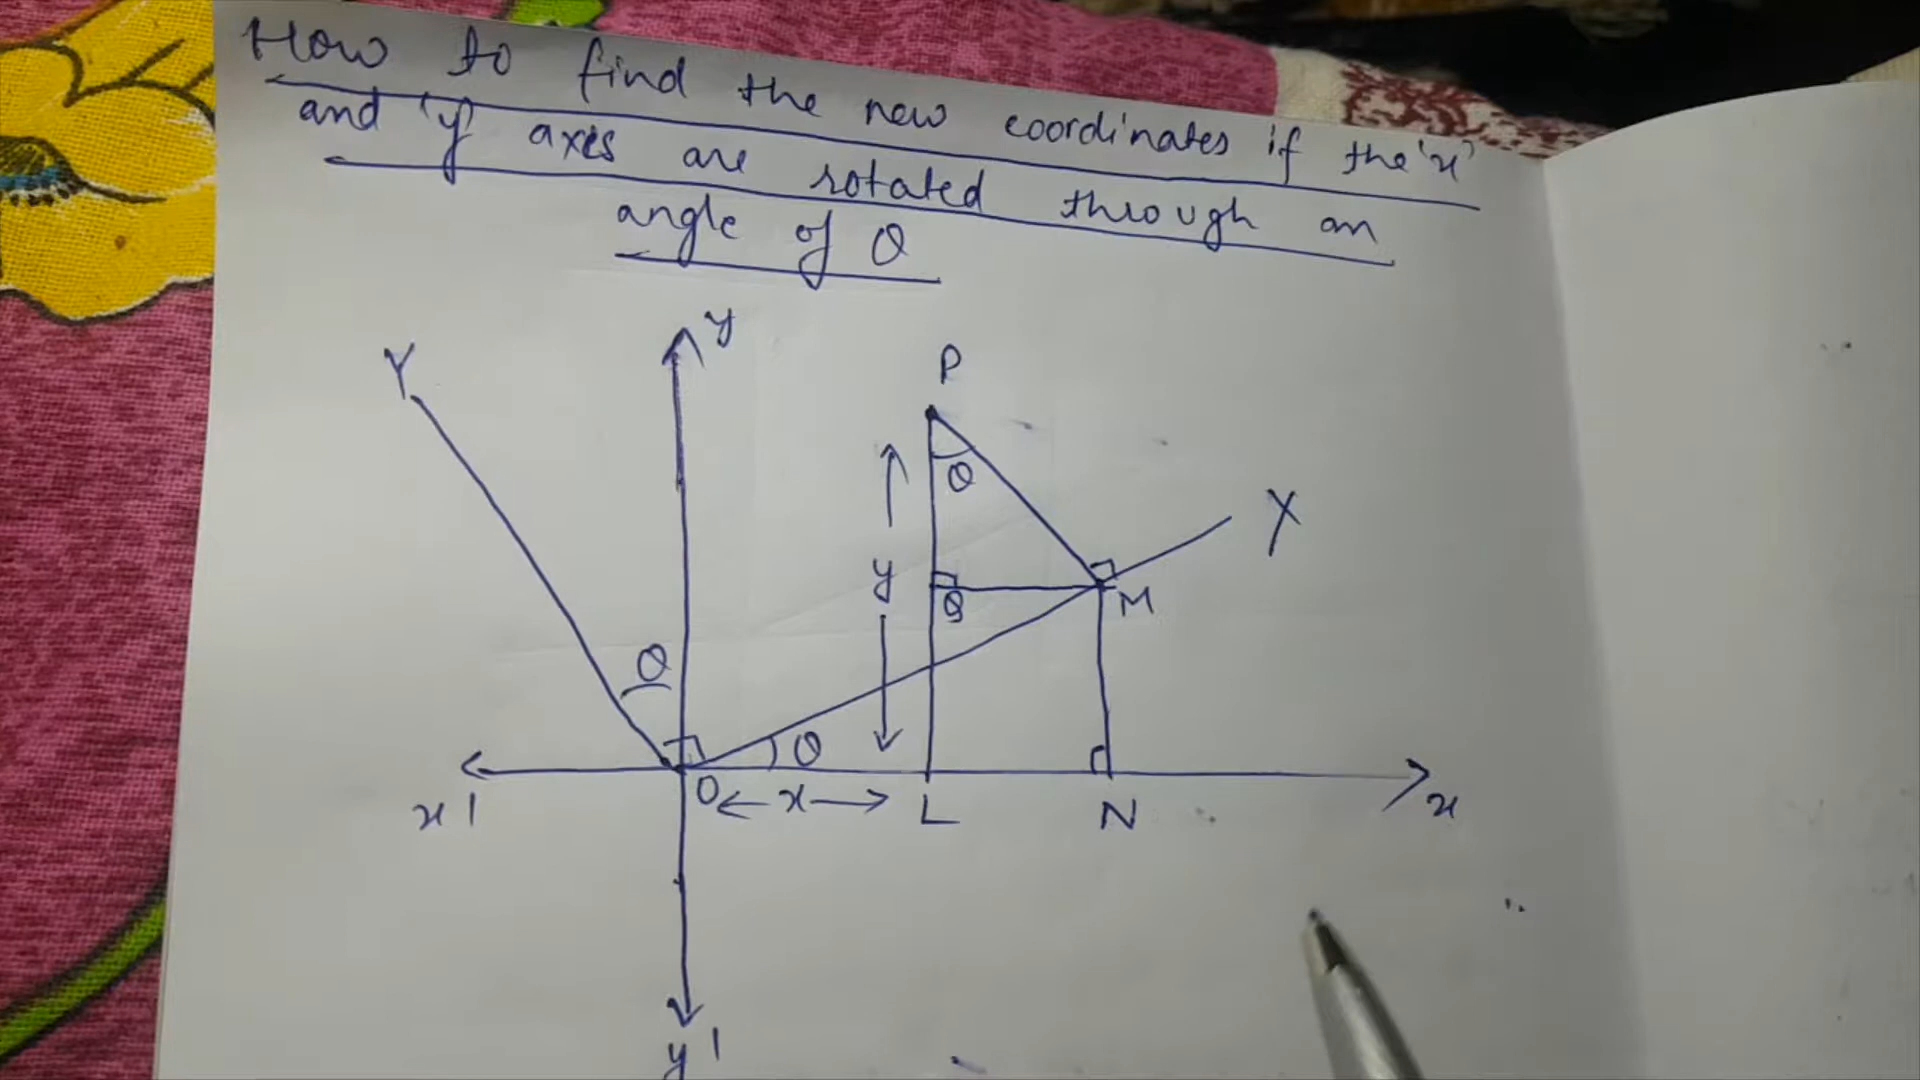 How to find the new coordinates if the 'x'
and 'y' axes are rotated through an
angle of θ
Y
y
P
θ
X
y
Q
M
θ
θ
x'
O
x
L
N
x
y'